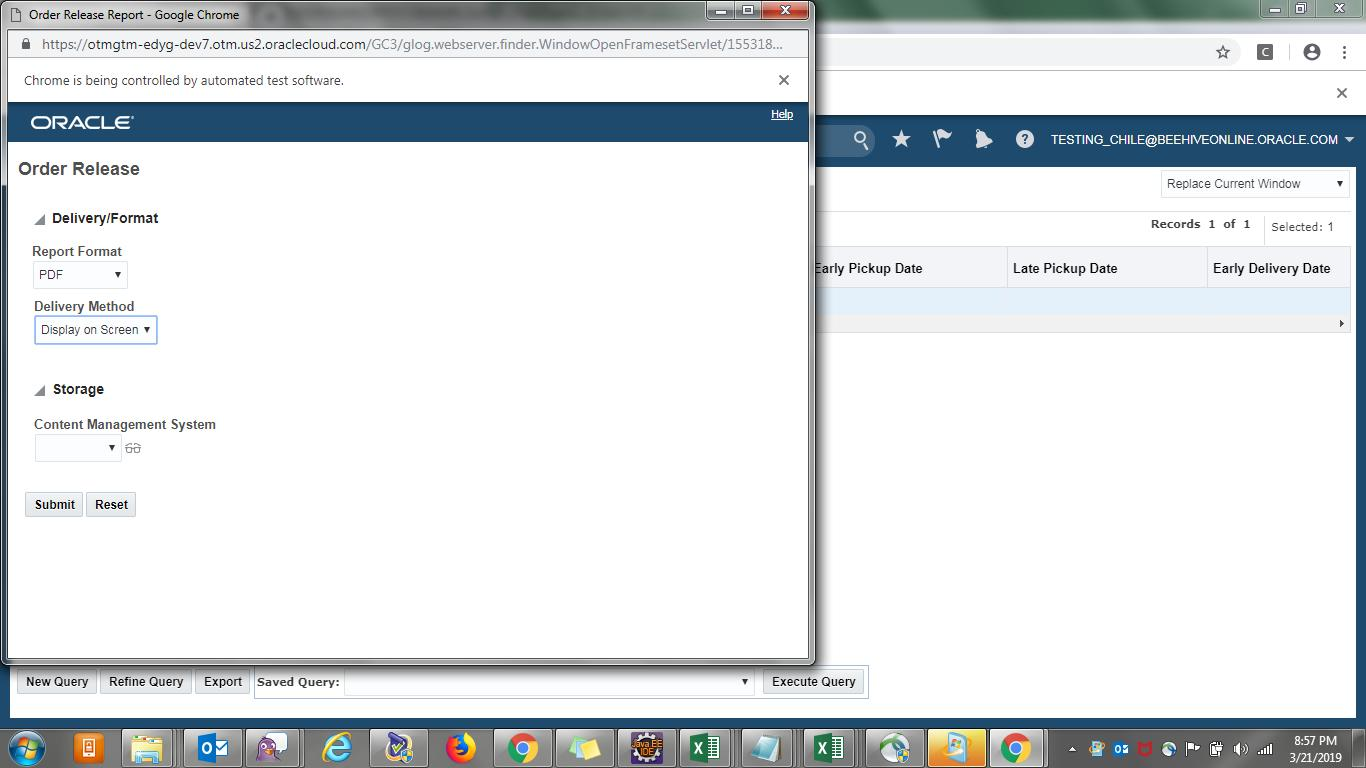 Order Release Report - Google Chrome
https://otmgtm-edyg-dev7.otm.us2.oraclecloud.com/GC3/glog.webserver.finder.WindowOpenFramesetServlet/155318...
Chrome is being controlled by automated test software.
ORACLE
Help
Order Release
Delivery/Format
Report Format
PDF
Delivery Method
Display on Screen
Storage
Content Management System
Submit Reset
C
TESTING_CHILE@BEEHIVEONLINE.ORACLE.COM
Replace Current Window
Records 1 of 1 Selected: 1
Early Pickup Date Late Pickup Date Early Delivery Date
New Query Refine Query Export Saved Query: Execute Query
Java EE
IDE
8:57 PM
3/21/2019